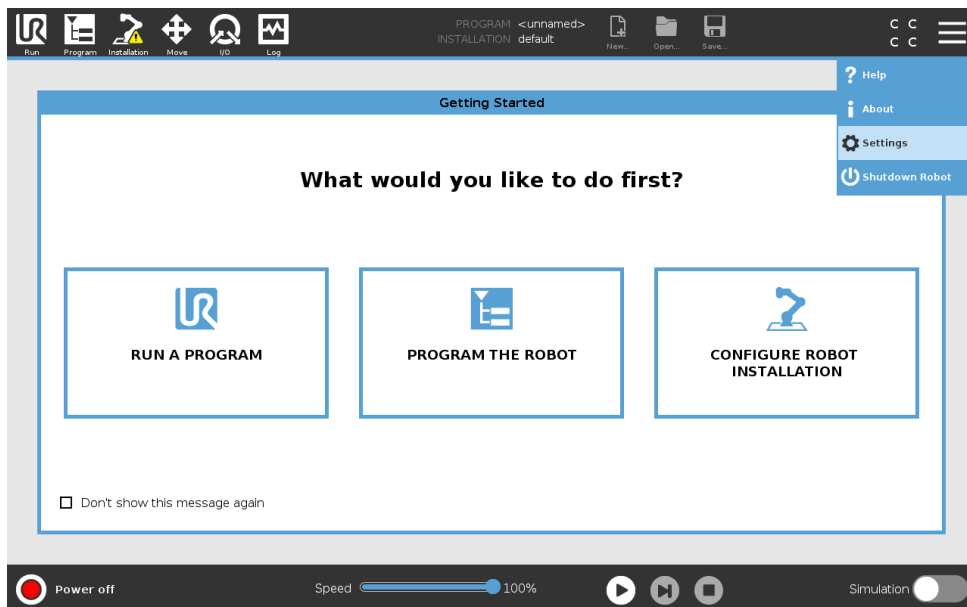 PROGRAM <unnamed>
INSTALLATION default
Run Program Installation Move I/O Log New... Open... Save...
C C
C C
Help
About
Settings
Shutdown Robot
Getting Started
What would you like to do first?
RUN A PROGRAM
PROGRAM THE ROBOT
CONFIGURE ROBOT
INSTALLATION
Don't show this message again
Power off Speed 100% Simulation